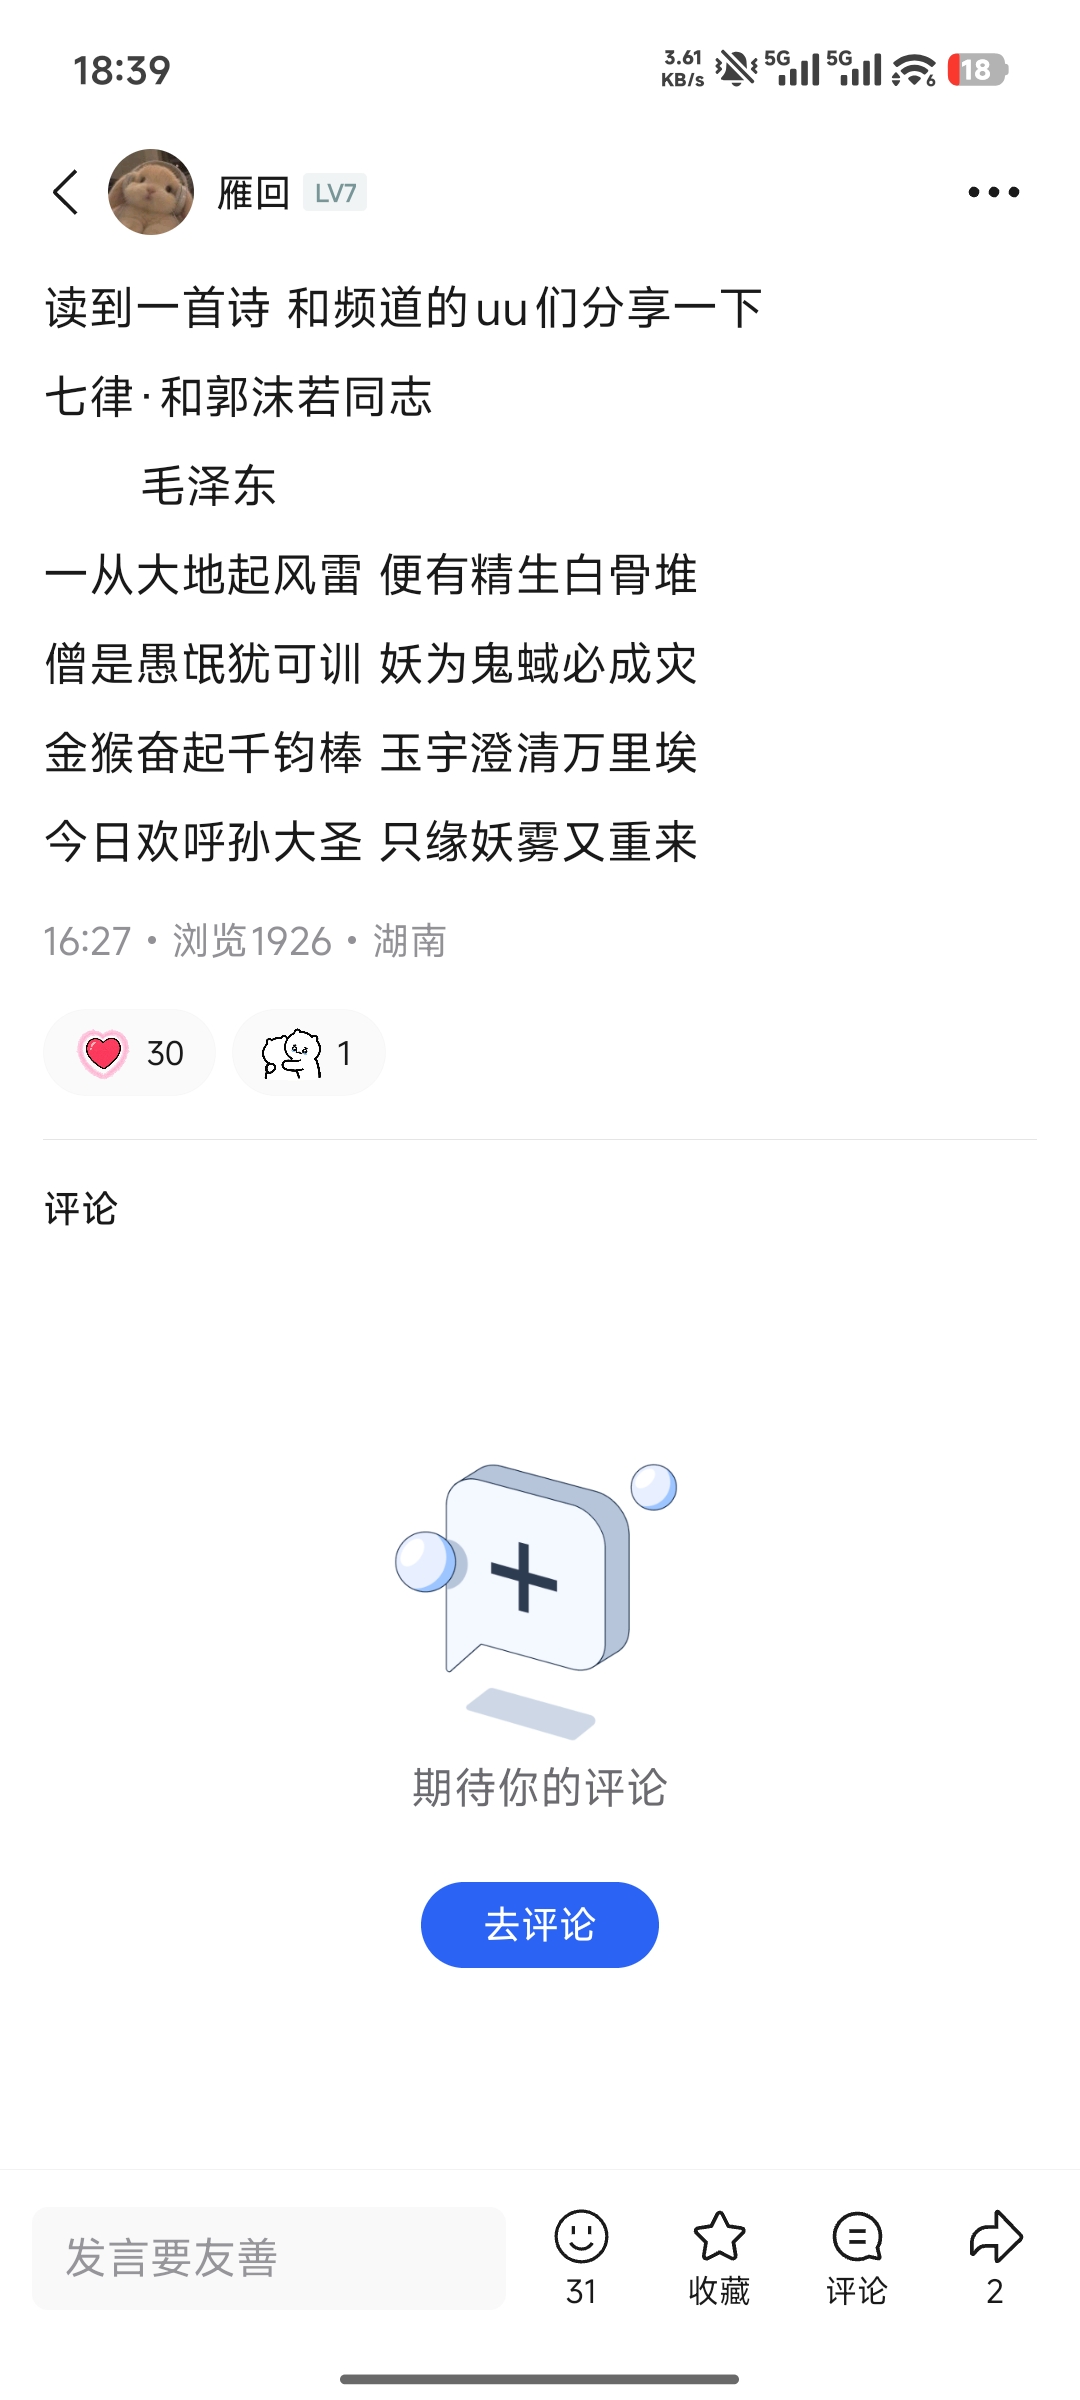 18:39
3.61 KB/s 5G 5G 6 18
雁回 LV7
读到一首诗 和频道的uu们分享一下
七律·和郭沫若同志
毛泽东
一从大地起风雷 便有精生白骨堆
僧是愚氓犹可训 妖为鬼蜮必成灾
金猴奋起千钧棒 玉宇澄清万里埃
今日欢呼孙大圣 只缘妖雾又重来
16:27 • 浏览1926 • 湖南
30 1
评论
期待你的评论
去评论
发言要友善
31 收藏 评论 2